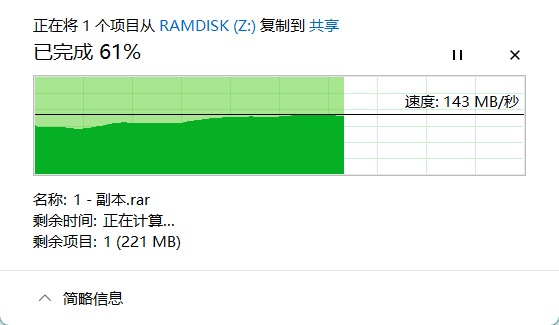 正在将 1 个项目从 RAMDISK (Z:) 复制到 共享
已完成 61%
速度: 143 MB/秒
名称: 1 - 副本.rar
剩余时间: 正在计算...
剩余项目: 1 (221 MB)
简略信息